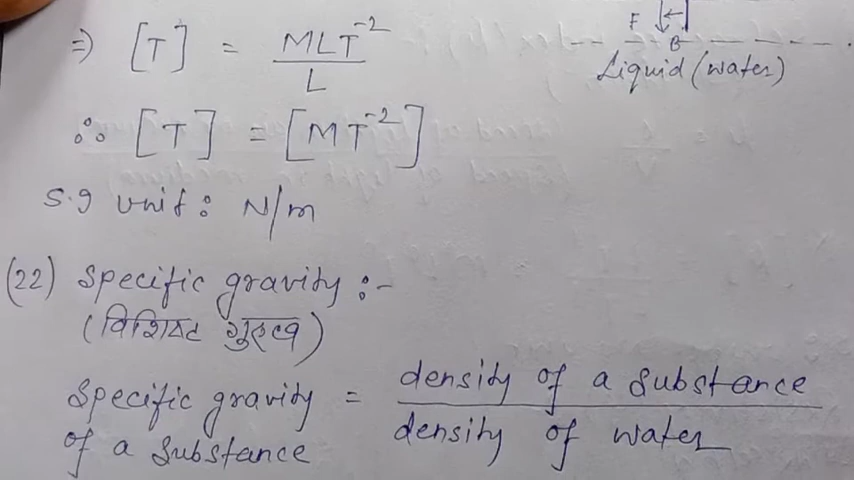 F
B
Liquid (water)
⇒ [T] = MLT⁻² / L
∴ [T] = [MT⁻²]
S.I unit : N/m
(22) Specific gravity :-
(विशिष्ट गुरुत्व)
Specific gravity = density of a substance
of a substance density of water